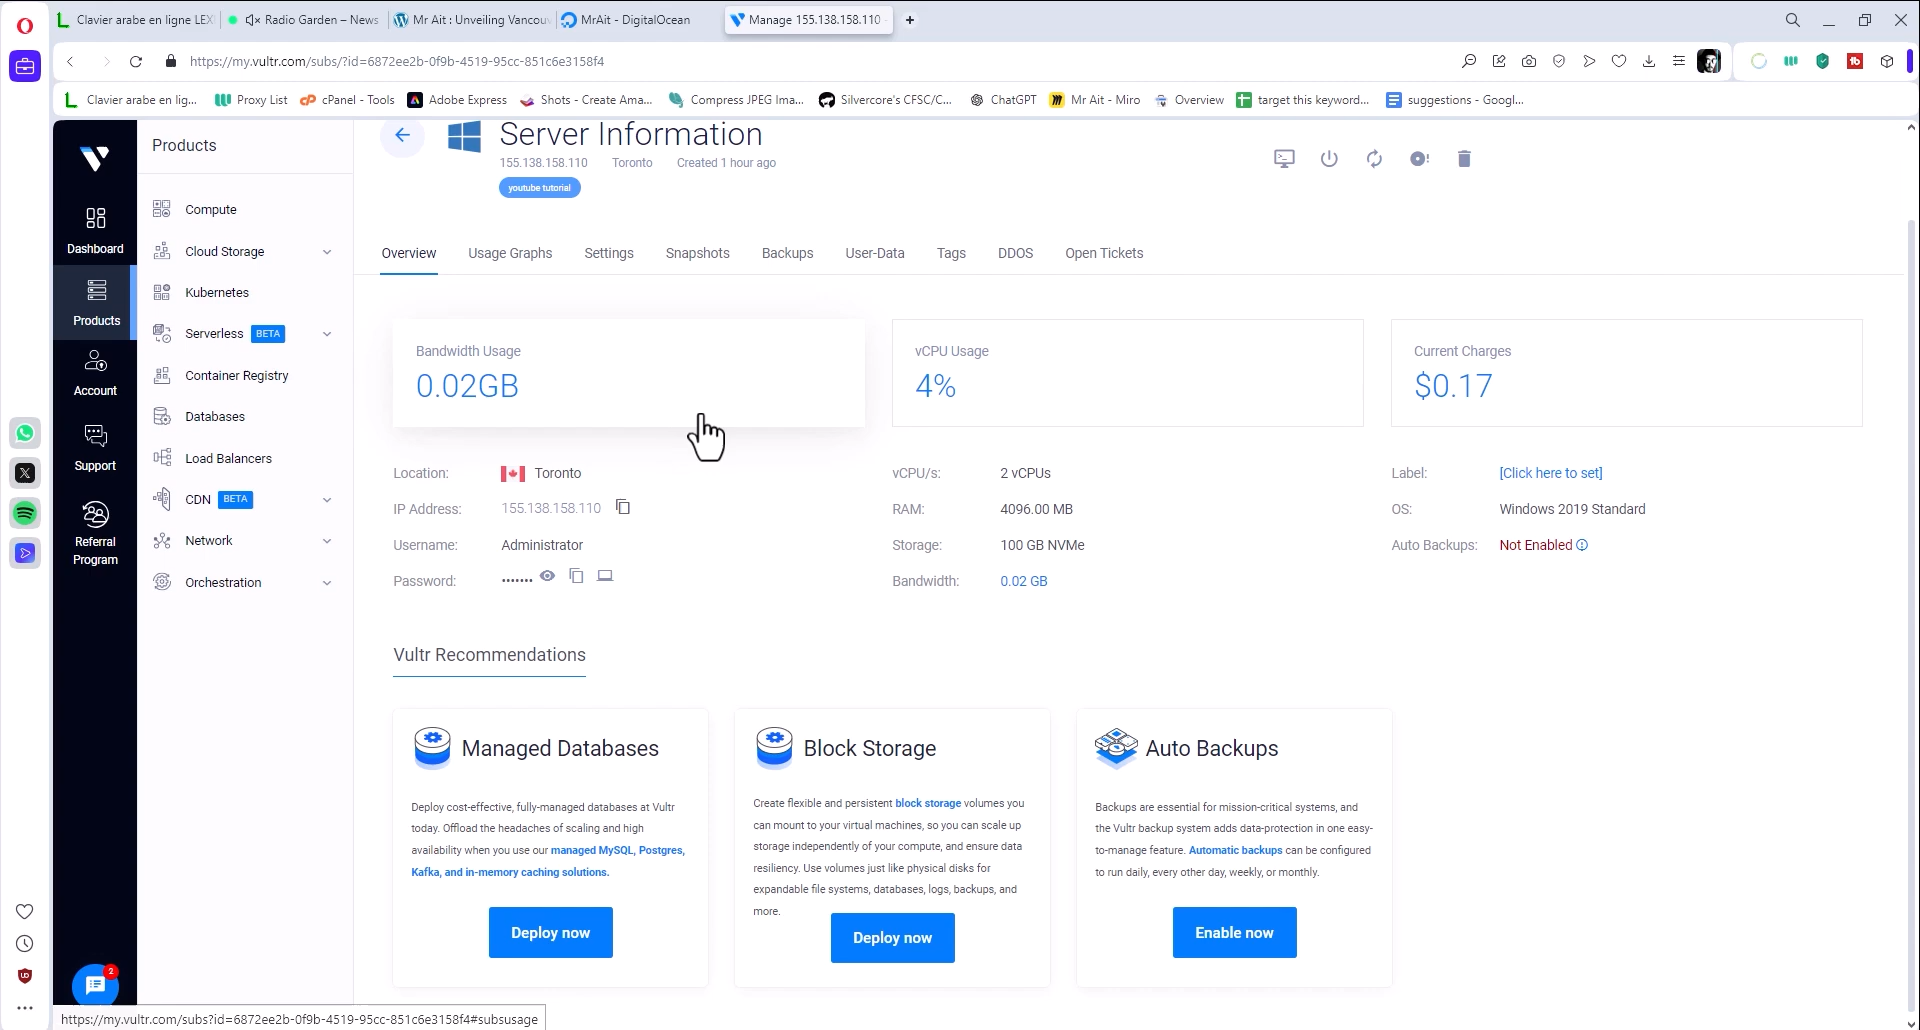 Clavier arabe en ligne LEX
Radio Garden – News
Mr Ait : Unveiling Vancouv
MrAit - DigitalOcean
Manage 155.138.158.110 -
https://my.vultr.com/subs/?id=6872ee2b-0f9b-4519-95cc-851c6e3158f4
Clavier arabe en lig...
Proxy List
cPanel - Tools
Adobe Express
Shots - Create Ama...
Compress JPEG Ima...
Silvercore's CFSC/C...
ChatGPT
Mr Ait - Miro
Overview
target this keyword...
suggestions - Googl...
Dashboard
Products
Account
Support
Referral
Program
2
Products
Compute
Cloud Storage
Kubernetes
Serverless BETA
Container Registry
Databases
Load Balancers
CDN BETA
Network
Orchestration
Server Information
155.138.158.110 Toronto Created 1 hour ago
youtube tutorial
Overview Usage Graphs Settings Snapshots Backups User-Data Tags DDOS Open Tickets
Bandwidth Usage
0.02GB
vCPU Usage
4%
Current Charges
$0.17
Location: Toronto
IP Address: 155.138.158.110
Username: Administrator
Password: •••••••
vCPU/s: 2 vCPUs
RAM: 4096.00 MB
Storage: 100 GB NVMe
Bandwidth: 0.02 GB
Label: [Click here to set]
OS: Windows 2019 Standard
Auto Backups: Not Enabled
Vultr Recommendations
Managed Databases
Deploy cost-effective, fully-managed databases at Vultr
today. Offload the headaches of scaling and high
availability when you use our managed MySQL, Postgres,
Kafka, and in-memory caching solutions.
Deploy now
Block Storage
Create flexible and persistent block storage volumes you
can mount to your virtual machines, so you can scale up
storage independently of your compute, and ensure data
resiliency. Use volumes just like physical disks for
expandable file systems, databases, logs, backups, and
more.
Deploy now
Auto Backups
Backups are essential for mission-critical systems, and
the Vultr backup system adds data-protection in one easy-
to-manage feature. Automatic backups can be configured
to run daily, every other day, weekly, or monthly.
Enable now
https://my.vultr.com/subs?id=6872ee2b-0f9b-4519-95cc-851c6e3158f4#subsusage